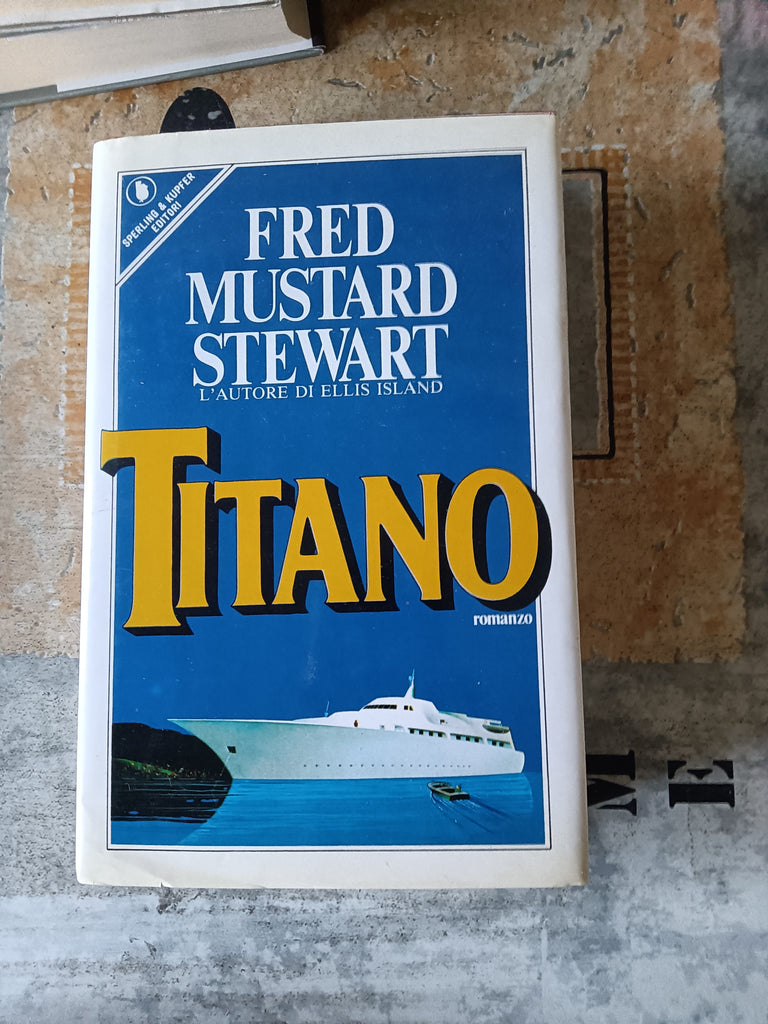 SPERLING & KUPFER
EDITORI
FRED
MUSTARD
STEWART
L'AUTORE DI ELLIS ISLAND
TITANO
romanzo
M
E